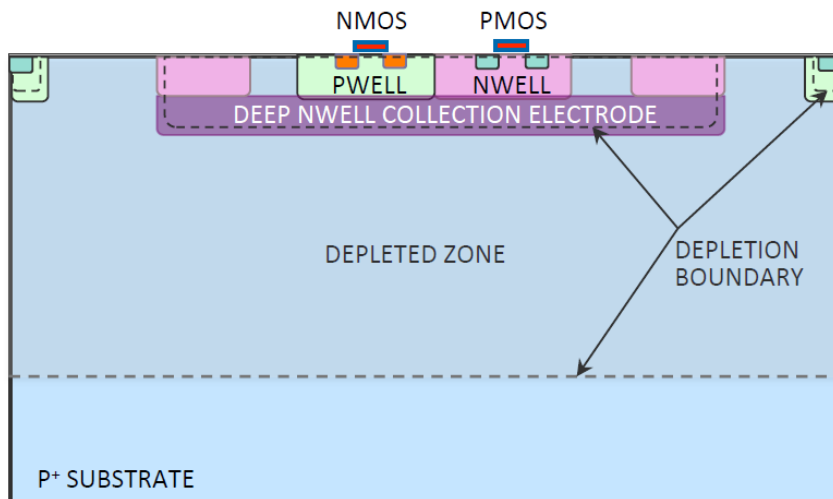 NMOS
PMOS
PWELL
NWELL
DEEP NWELL COLLECTION ELECTRODE
DEPLETED ZONE
DEPLETION
BOUNDARY
P⁺ SUBSTRATE